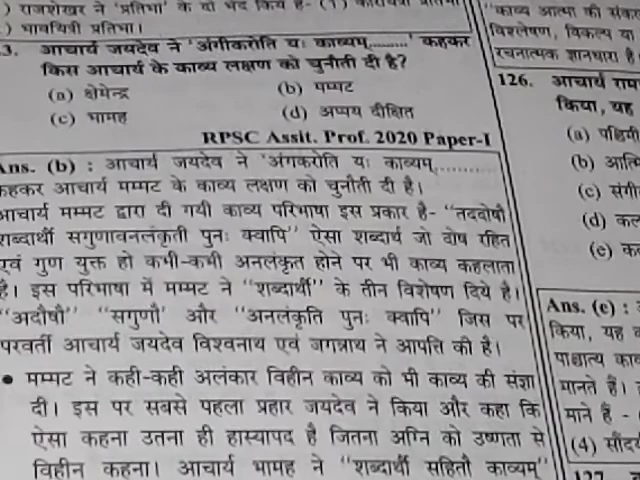 ) राजशेखर ने 'प्रतिभा' के दो भेद किये है- (1) कारयित्री प्रतिभा
) भावयित्री प्रतिभा।
3. आचार्य जयदेव ने 'अंगीकरोति यः काव्यम्.........' कहकर
किस आचार्य के काव्य लक्षण को चुनौती दी है?
(a) क्षेमेन्द्र (b) मम्मट
(c) भामह (d) अप्पय दीक्षित
RPSC Assit. Prof. 2020 Paper-I
Ans. (b) : आचार्य जयदेव ने 'अंगकरोति यः काव्यम्.........
कहकर आचार्य मम्मट के काव्य लक्षण को चुनौती दी है।
आचार्य मम्मट द्वारा दी गयी काव्य परिभाषा इस प्रकार है- "तददोषौ
शब्दार्थौ सगुणावनलंकृती पुनः क्वापि" ऐसा शब्दार्थ जो दोष रहित
एवं गुण युक्त हो कभी-कभी अनलंकृत होने पर भी काव्य कहलाता
है। इस परिभाषा में मम्मट ने "शब्दार्थौ" के तीन विशेषण दिये है।
"अदौषौ" "सगुणौ' और "अनलंकृति पुनः क्वापि" जिस पर
परवर्ती आचार्य जयदेव विश्वनाथ एवं जगन्नाथ ने आपत्ति की है।
• मम्मट ने कही-कही अलंकार विहीन काव्य को भी काव्य की संज्ञा
दी। इस पर सबसे पहला प्रहार जयदेव ने किया और कहा कि
ऐसा कहना उतना ही हास्यापद है जितना अग्नि को उष्णता से
विहीन कहना। आचार्य भामह ने "शब्दार्थौ सहितौ काव्यम्"
"काव्य आत्मा की
विश्लेषण, विकल्प या
रचनात्मक ज्ञानधारा है
126. आचार्य राम
किया, यह
(a) पश्चिमी
(b)
(c)
(d)
(e)
Ans. (e) :
किया, यह
पाश्चात्य
मानते हैं।
माने है -
(4) सौंदर्य
127.